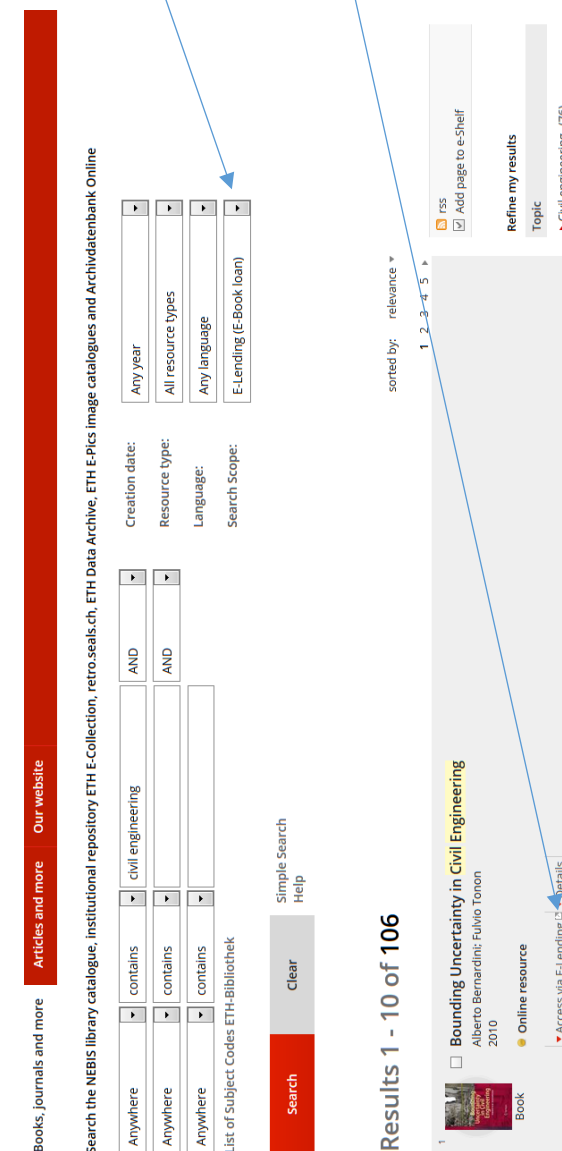 Books, journals and more Articles and more Our website
Search the NEBIS library catalogue, institutional repository ETH E-Collection, retro.seals.ch, ETH Data Archive, ETH E-Pics image catalogues and Archivdatenbank Online
Anywhere contains civil engineering AND Creation date: Any year
Anywhere contains AND Resource type: All resource types
Anywhere contains Language: Any language
List of Subject Codes ETH-Bibliothek Search Scope: E-Lending (E-Book loan)
Search Clear Simple Search
Help
Results 1 - 10 of 106 sorted by: relevance
1 2 3 4 5
rss
Add page to e-Shelf
1
Bounding Uncertainty in Civil Engineering
Alberto Bernardini; Fulvio Tonon
2010
Online resource
Book
Access via E-Lending Details
Refine my results
Topic
Civil engineering (76)